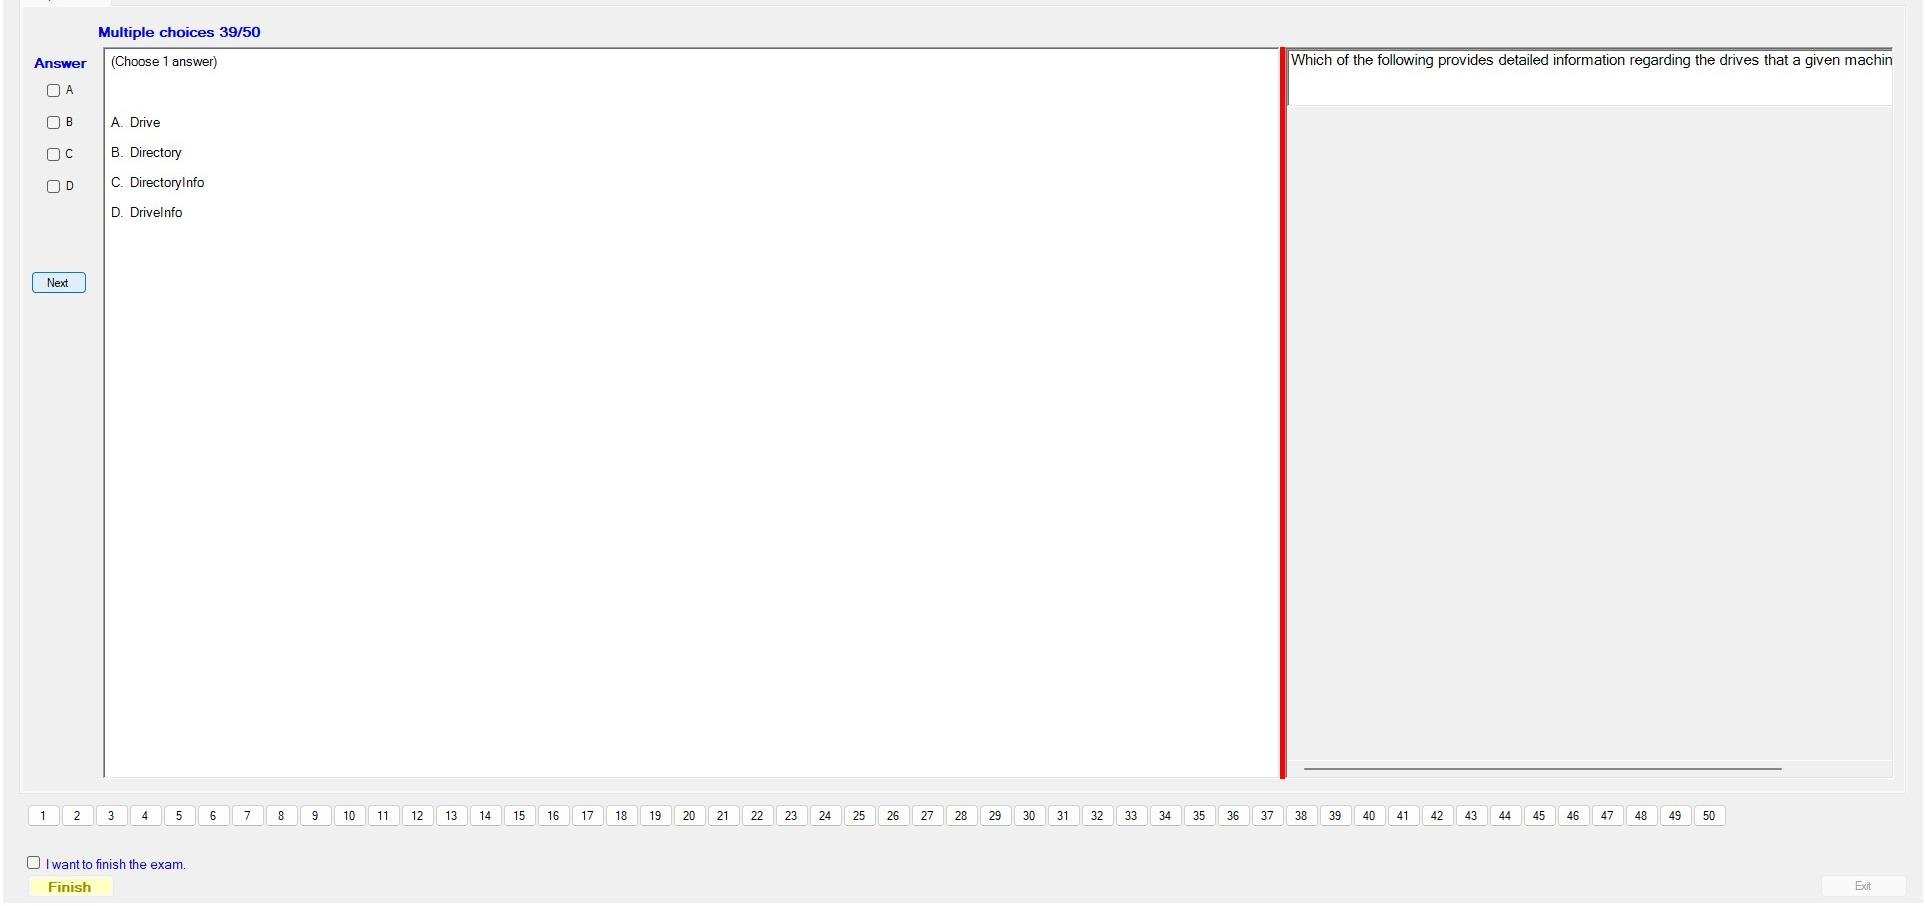 Multiple choices 39/50
Answer
A
B
C
D
Next
(Choose 1 answer)
A. Drive
B. Directory
C. DirectoryInfo
D. DriveInfo
Which of the following provides detailed information regarding the drives that a given machin
1 2 3 4 5 6 7 8 9 10 11 12 13 14 15 16 17 18 19 20 21 22 23 24 25 26 27 28 29 30 31 32 33 34 35 36 37 38 39 40 41 42 43 44 45 46 47 48 49 50
I want to finish the exam.
Finish
Exit